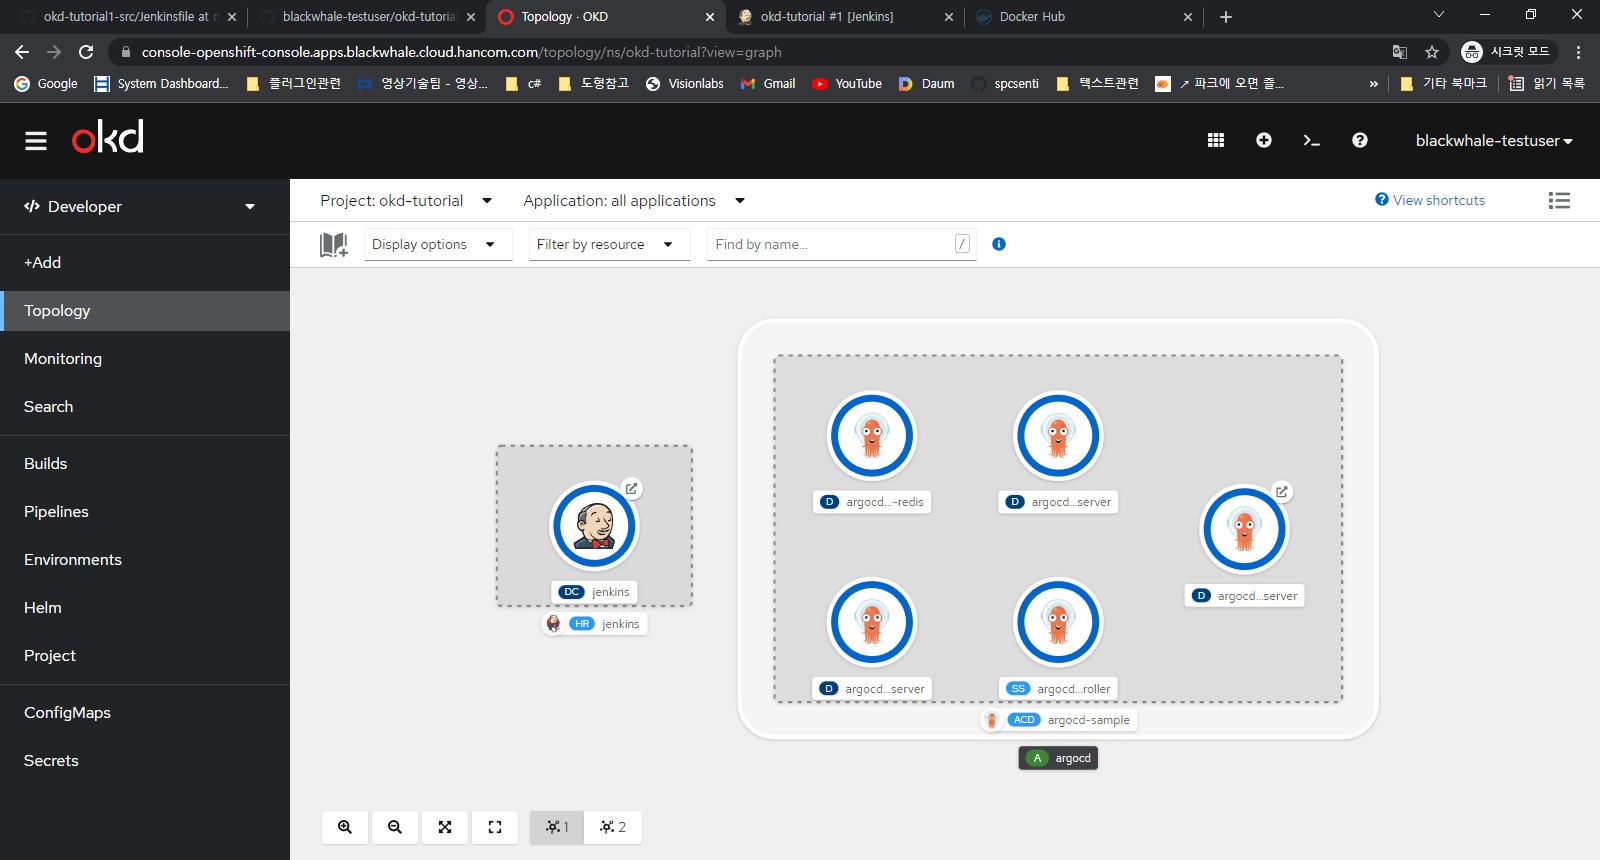 okd-tutorial1-src/Jenkinsfile at
blackwhale-testuser/okd-tutorial
Topology · OKD
okd-tutorial #1 [Jenkins]
Docker Hub
console-openshift-console.apps.blackwhale.cloud.hancom.com/topology/ns/okd-tutorial?view=graph
시크릿 모드
Google
System Dashboard...
플러그인관련
영상기술팀 - 영상...
c#
도형참고
Visionlabs
Gmail
YouTube
Daum
spcsenti
텍스트관련
↗ 파크에 오면 즐...
»
기타 북마크
읽기 목록
okd
blackwhale-testuser
Developer
+Add
Topology
Monitoring
Search
Builds
Pipelines
Environments
Helm
Project
ConfigMaps
Secrets
Project: okd-tutorial
Application: all applications
View shortcuts
Display options
Filter by resource
Find by name...
/
DC jenkins
HR jenkins
D argocd...-redis
D argocd...server
D argocd...server
D argocd...server
SS argocd...roller
ACD argocd-sample
A argocd
1
2